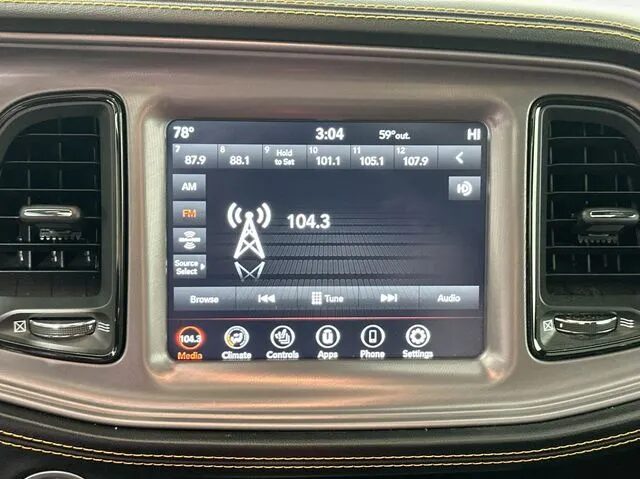 78° 3:04 59° out. HI
7 8 9 10 11 12
87.9 88.1 Hold to Set 101.1 105.1 107.9
AM
FM
104.3
Source
Select
Browse Tune Audio
104.3
Media Climate Controls Apps Phone Settings